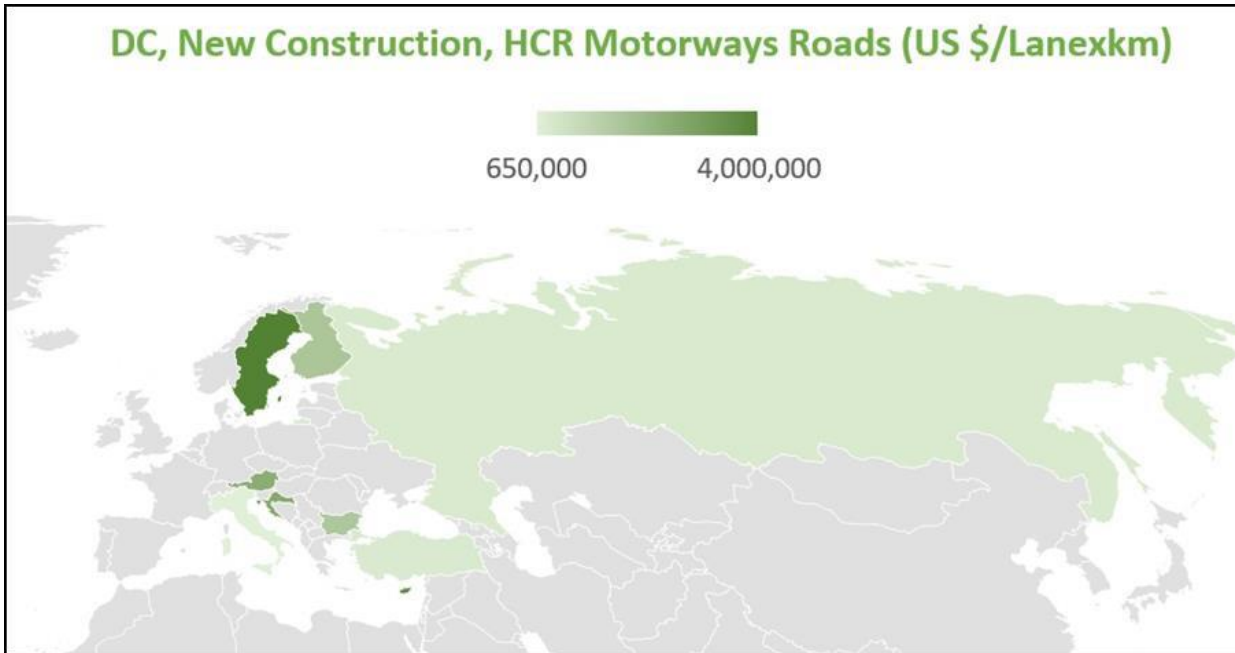 DC, New Construction, HCR Motorways Roads (US $/Lanexkm)
650,000 4,000,000